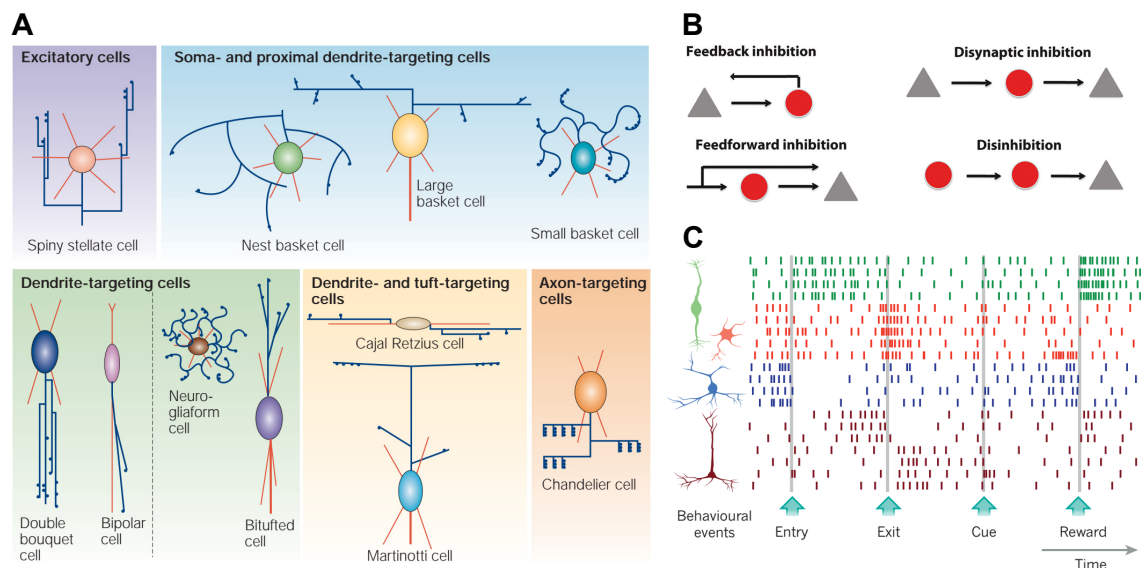 A
Excitatory cells
Spiny stellate cell
Soma- and proximal dendrite-targeting cells
Nest basket cell
Large
basket cell
Small basket cell
Dendrite-targeting cells
Double
bouquet
cell
Bipolar
cell
Neuro-
gliaform
cell
Bitufted
cell
Dendrite- and tuft-targeting
cells
Cajal Retzius cell
Martinotti cell
Axon-targeting
cells
Chandelier cell
B
Feedback inhibition
Disynaptic inhibition
Feedforward inhibition
Disinhibition
C
Behavioural
events
Entry
Exit
Cue
Reward
Time